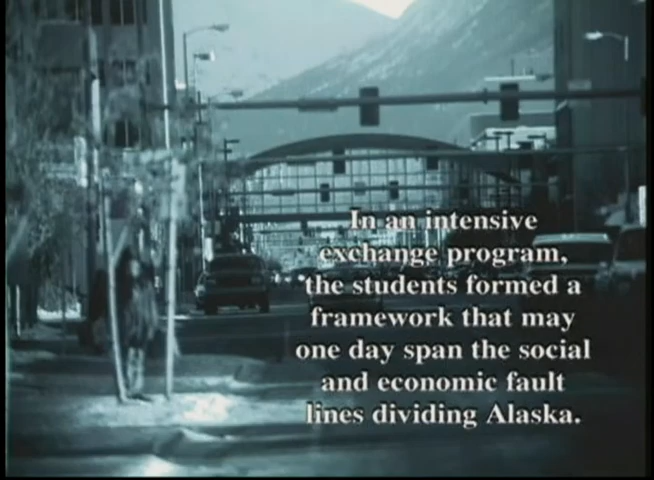 In an intensive
exchange program,
the students formed a
framework that may
one day span the social
and economic fault
lines dividing Alaska.